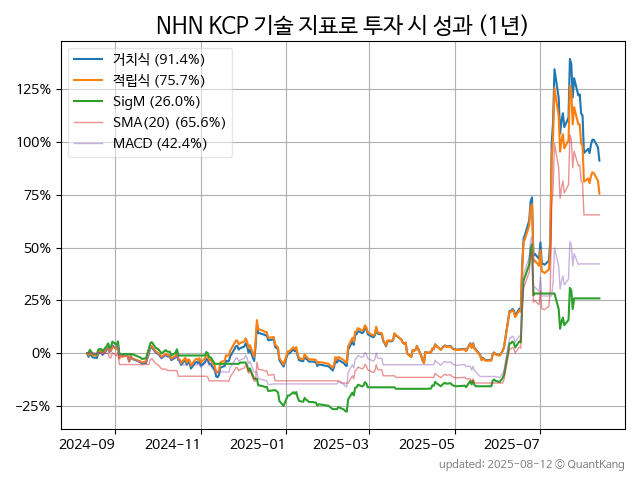 NHN KCP 기술 지표로 투자 시 성과 (1년)
거치식 (91.4%)
적립식 (75.7%)
SigM (26.0%)
SMA(20) (65.6%)
MACD (42.4%)
125%
100%
75%
50%
25%
0%
−25%
2024-09 2024-11 2025-01 2025-03 2025-05 2025-07
updated: 2025-08-12 © QuantKang